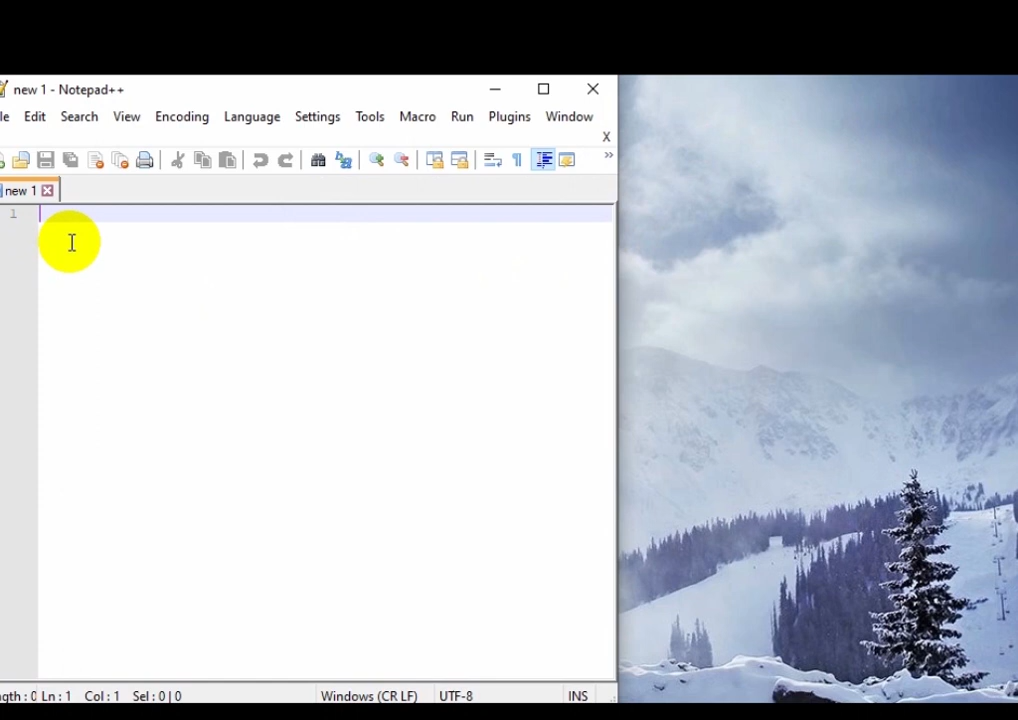 new 1 - Notepad++
le Edit Search View Encoding Language Settings Tools Macro Run Plugins Window
X
»
new 1
1
ngth : 0 Ln : 1 Col : 1 Sel : 0 | 0 Windows (CR LF) UTF-8 INS